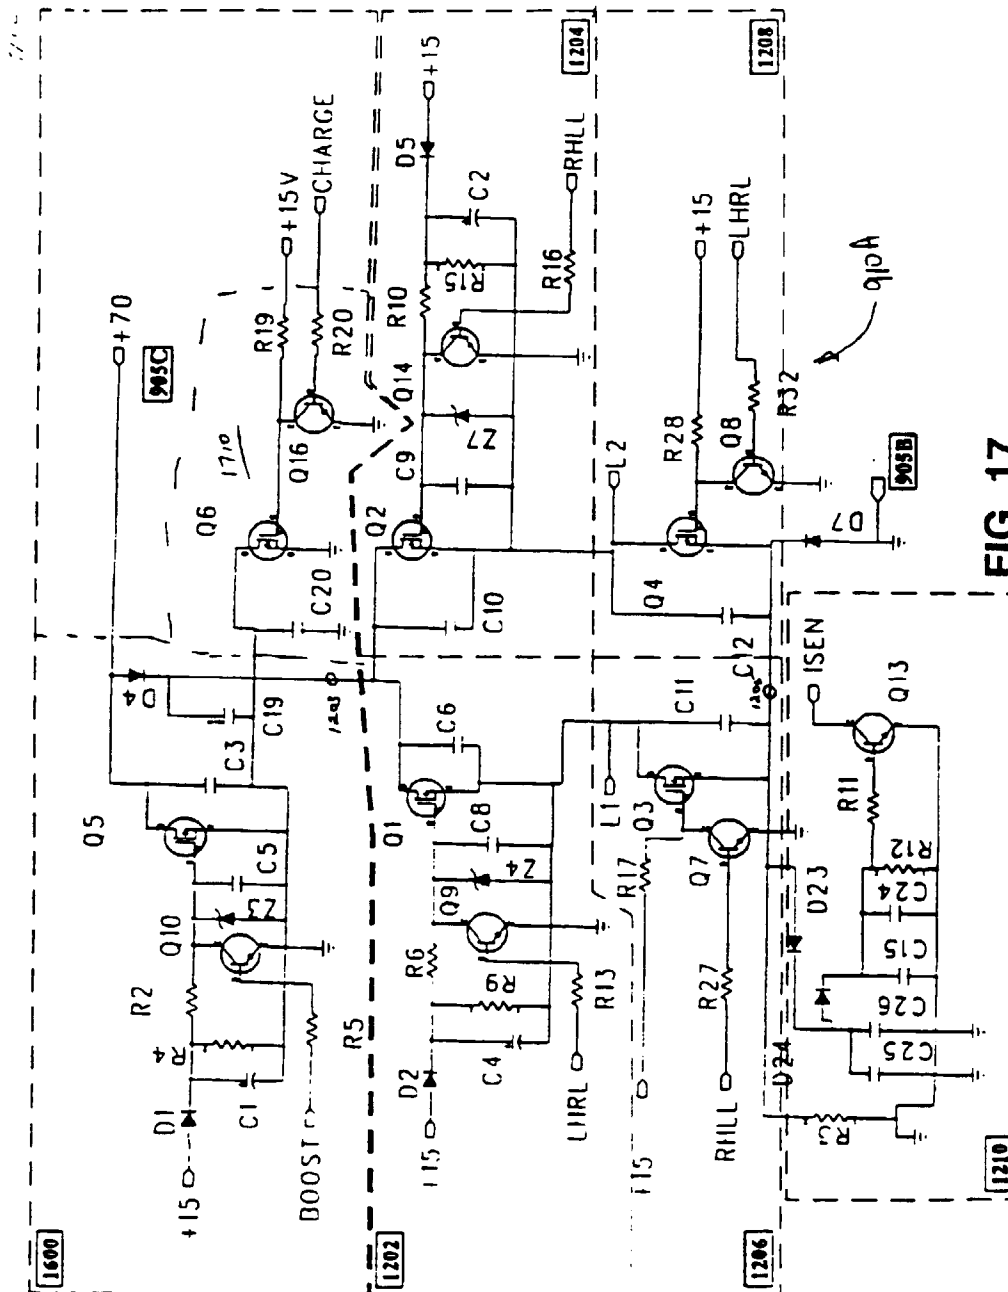 1600
+70
905C
D4
Q5
C3
C19
1203
Q6
C20
1710
Q16
R19
+15V
R20
CHARGE
Q10
Z3
C5
R2
R4
D1
C1
+15
BOOST
R5
1202
1204
D5
+15
C2
R15
R10
R16
RHLL
Q14
Z7
C9
Q2
C10
Q1
C6
C8
Z4
Q9
R6
R9
D2
C4
+15
LHRL
R13
1206
1208
L2
+15
LHRL
R28
Q8
R32
910A
Q4
C12
D7
905B
L1
Q3
C11
R17
+15
Q7
R27
RHLL
D24
D23
1210
ISEN
Q13
R11
R12
C24
C15
C26
C25
FIG 17